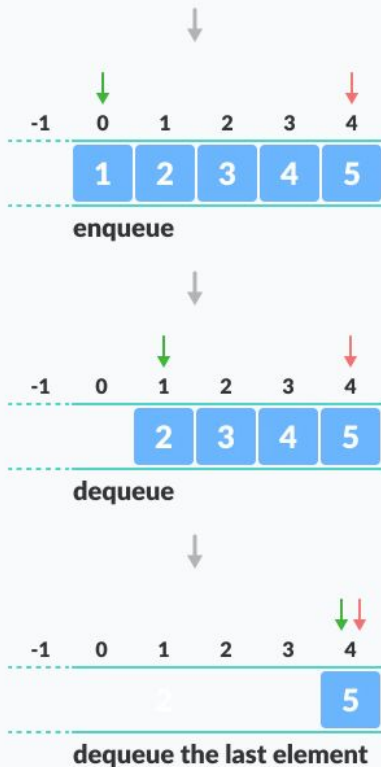 -1 0 1 2 3 4
1 2 3 4 5
enqueue
-1 0 1 2 3 4
2 3 4 5
dequeue
-1 0 1 2 3 4
2 5
dequeue the last element